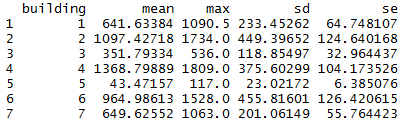 building mean max sd se
1 1 641.63384 1090.5 233.45262 64.748107
2 2 1097.42718 1734.0 449.39652 124.640168
3 3 351.79334 536.0 118.85497 32.964437
4 4 1368.79889 1809.0 375.60299 104.173526
5 5 43.47157 117.0 23.02172 6.385076
6 6 964.98613 1528.0 455.81601 126.420615
7 7 649.62552 1063.0 201.06149 55.764423